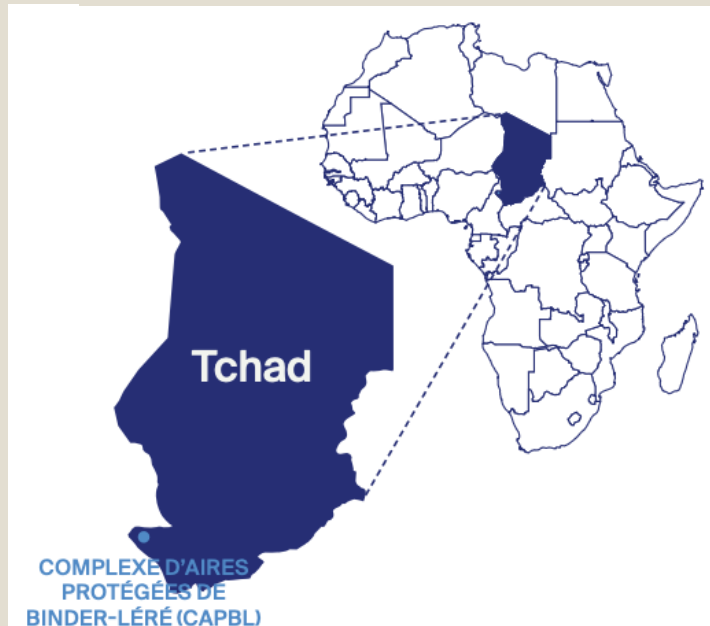 Tchad
COMPLEXE D'AIRES
PROTÉGÉES DE
BINDER-LÉRÉ (CAPBL)